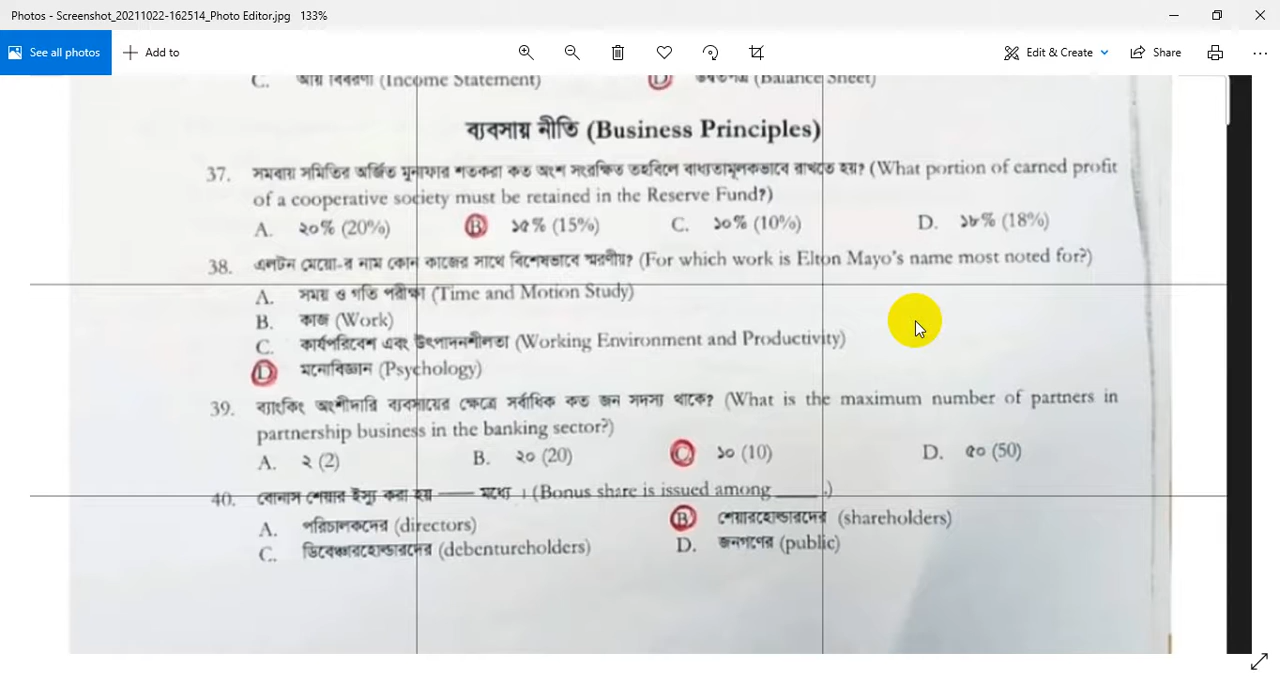 Photos - Screenshot_20211022-162514_Photo Editor.jpg 133%
See all photos Add to Edit & Create Share
C. আয় বিবরণী (Income Statement) D উদ্বর্তপত্র (Balance Sheet)
ব্যবসায় নীতি (Business Principles)
37. সমবায় সমিতির অর্জিত মুনাফার শতকরা কত অংশ সংরক্ষিত তহবিলে বাধ্যতামূলকভাবে রাখতে হয়? (What portion of earned profit
of a cooperative society must be retained in the Reserve Fund?)
A. ২০% (20%) B ১৫% (15%) C. ১০% (10%) D. ১৮% (18%)
38. এলটন মেয়ো-র নাম কোন কাজের সাথে বিশেষভাবে স্মরণীয়? (For which work is Elton Mayo's name most noted for?)
A. সময় ও গতি পরীক্ষা (Time and Motion Study)
B. কাজ (Work)
C. কার্যপরিবেশ এবং উৎপাদনশীলতা (Working Environment and Productivity)
D মনোবিজ্ঞান (Psychology)
39. ব্যাংকিং অংশীদারি ব্যবসায়ের ক্ষেত্রে সর্বাধিক কত জন সদস্য থাকে? (What is the maximum number of partners in
partnership business in the banking sector?)
A. ২ (2) B. ২০ (20) C ১০ (10) D. ৫০ (50)
40. বোনাস শেয়ার ইস্যু করা হয় —— মধ্যে । (Bonus share is issued among ____ .)
A. পরিচালকদের (directors) B শেয়ারহোল্ডারদের (shareholders)
C. ডিবেঞ্চারহোল্ডারদের (debentureholders) D. জনগণের (public)